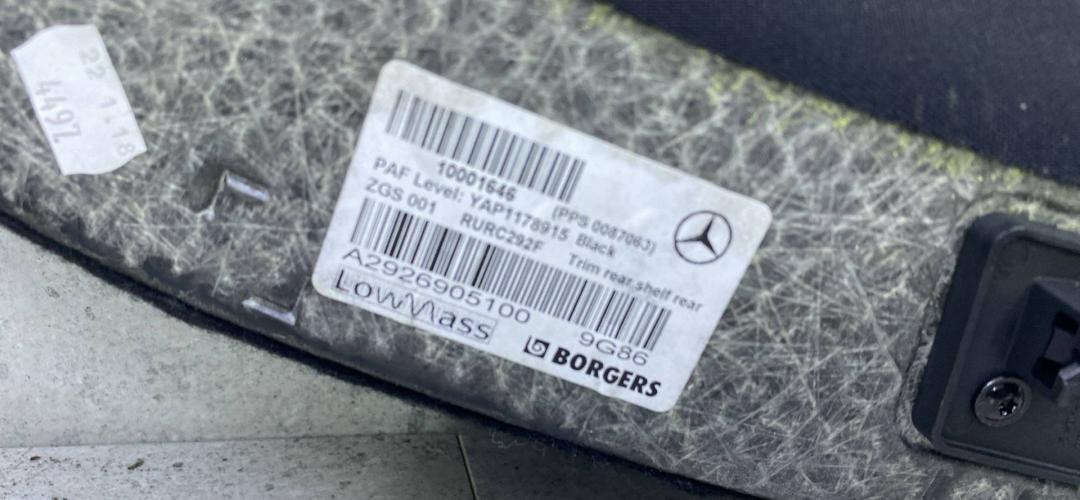 22 1.18
4492
10001646
PAF Level: YAP1178915 (PPS 0087063)
ZGS 001 RURC292F Black
Trim rear shelf rear
A2926905100 9G86
LowMass
BORGERS